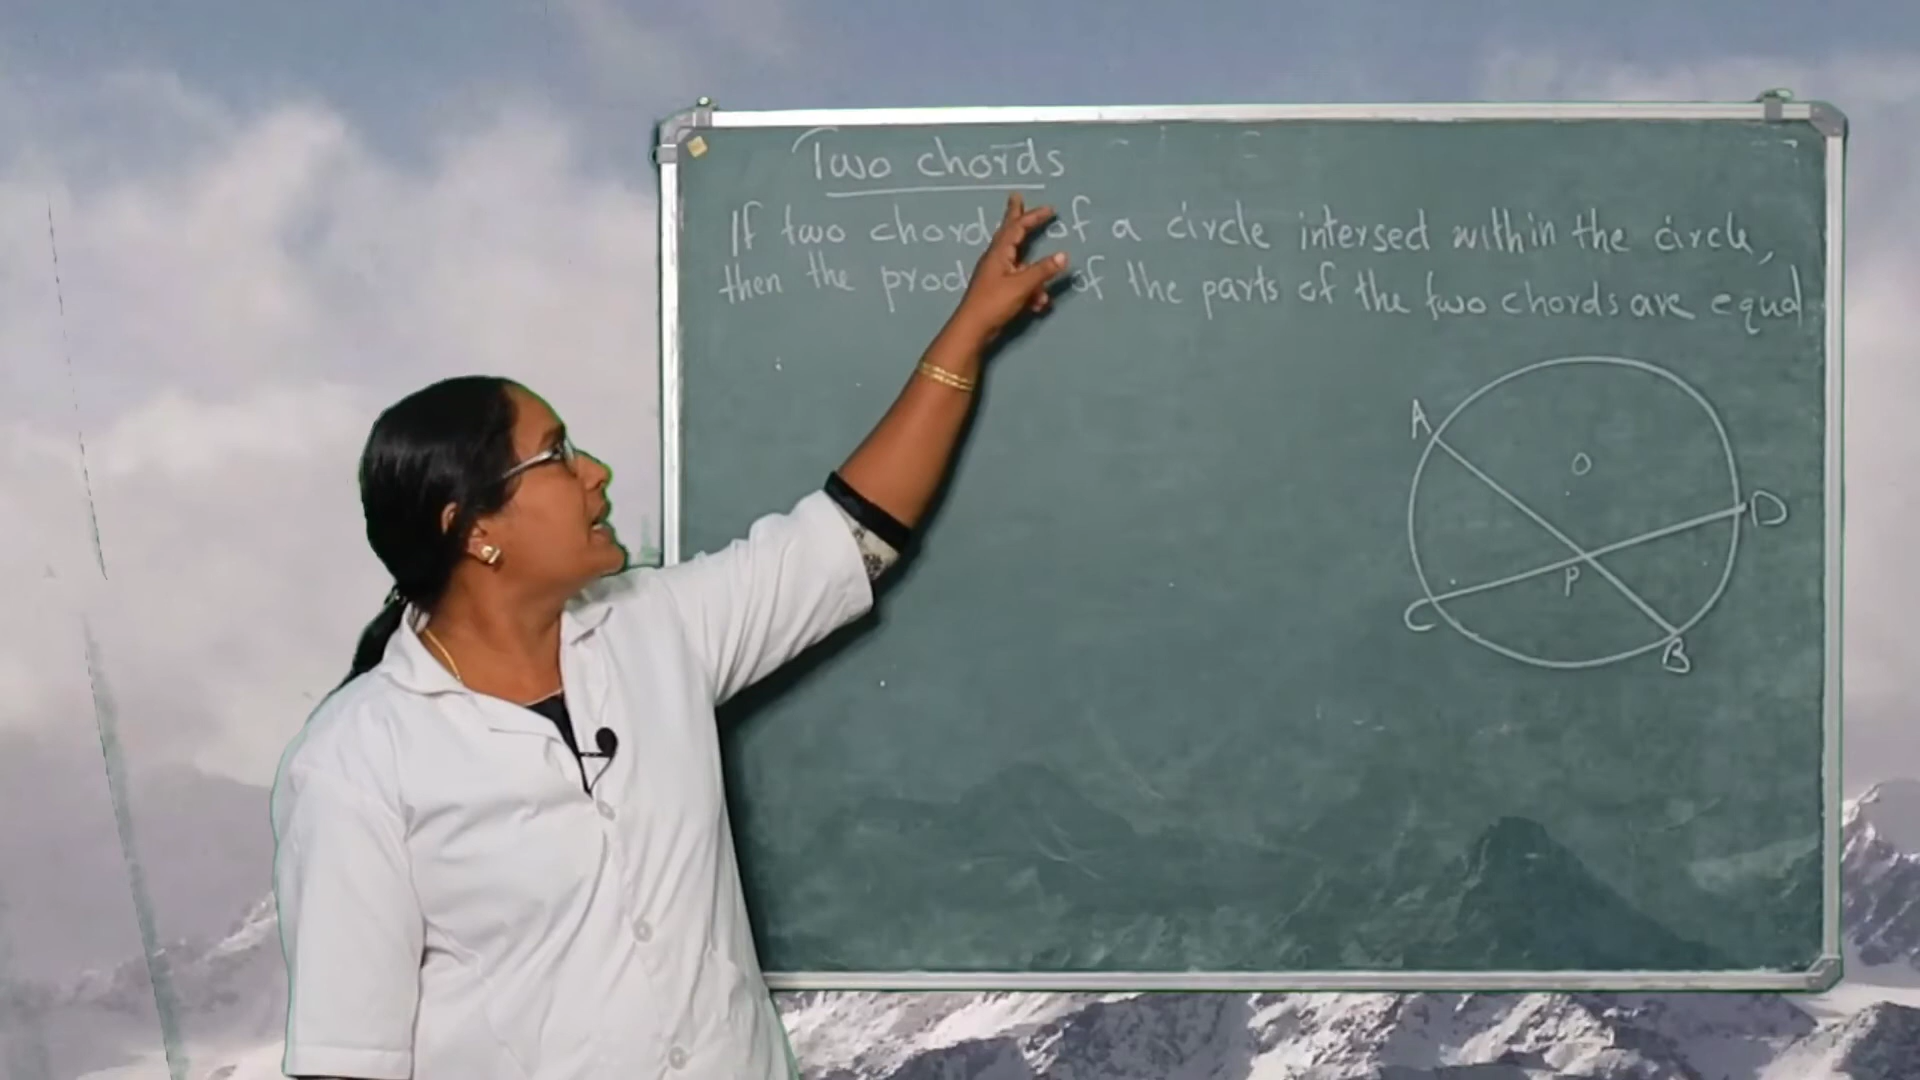 Two chords
If two chords of a circle intersed within the circle,
then the prod of the parts of the two chords are equal
A
O
D
P
C
B